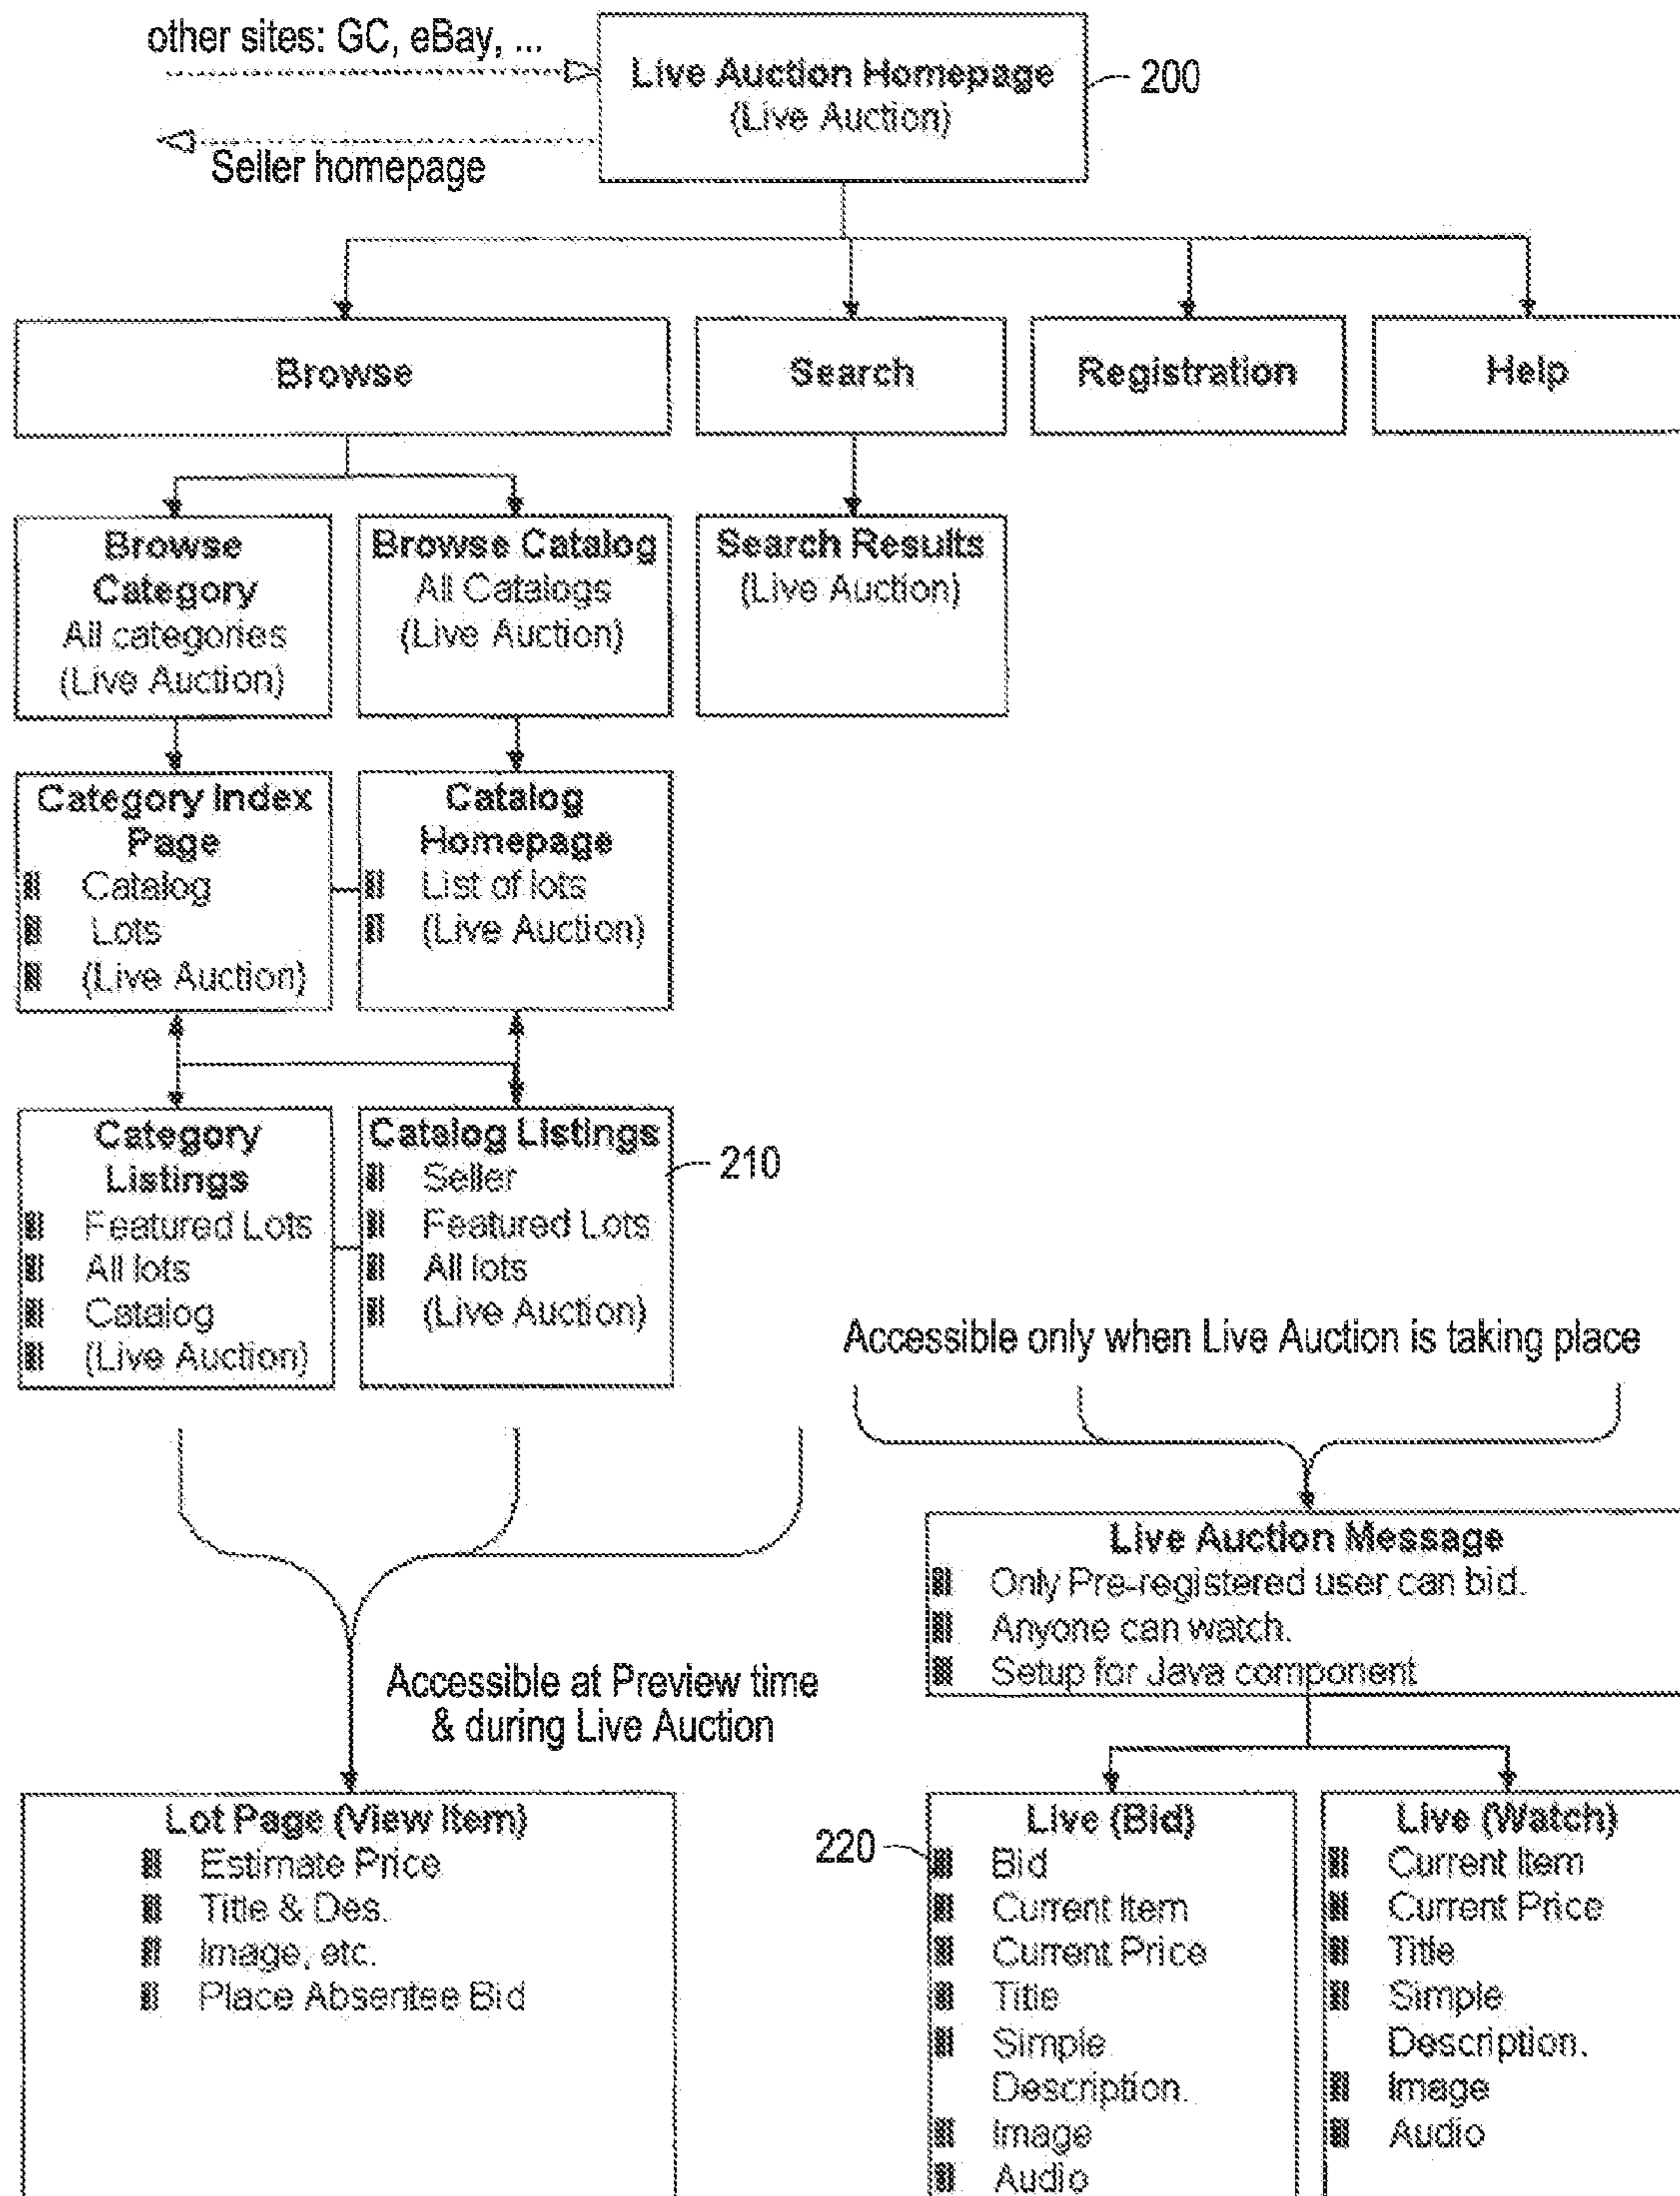 other sites: GC, eBay, ...
Live Auction Homepage
(Live Auction)
200
Seller homepage
Browse
Search
Registration
Help
Browse
Category
All categories
(Live Auction)
Browse Catalog
All Catalogs
(Live Auction)
Search Results
(Live Auction)
Category Index
Page
Catalog
Lots
(Live Auction)
Catalog
Homepage
List of lots
(Live Auction)
Category
Listings
Featured Lots
All lots
Catalog
(Live Auction)
Catalog Listings
Seller
Featured Lots
All lots
(Live Auction)
210
Accessible only when Live Auction is taking place
Live Auction Message
Only Pre-registered user can bid.
Anyone can watch.
Setup for Java component
Accessible at Preview time
& during Live Auction
Lot Page (View Item)
Estimate Price
Title & Des.
Image, etc.
Place Absentee Bid
220
Live (Bid)
Bid
Current Item
Current Price
Title
Simple
Description.
Image
Audio
Live (Watch)
Current Item
Current Price
Title
Simple
Description.
Image
Audio